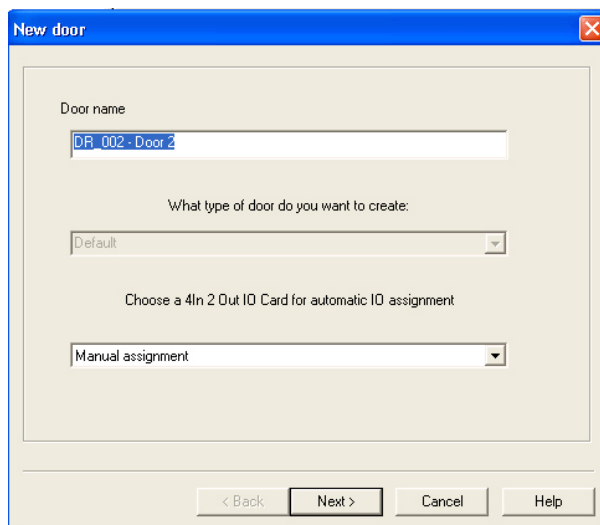 New door
Door name
DR_002 - Door 2
What type of door do you want to create:
Default
Choose a 4In 2 Out IO Card for automatic IO assignment
Manual assignment
< Back
Next >
Cancel
Help